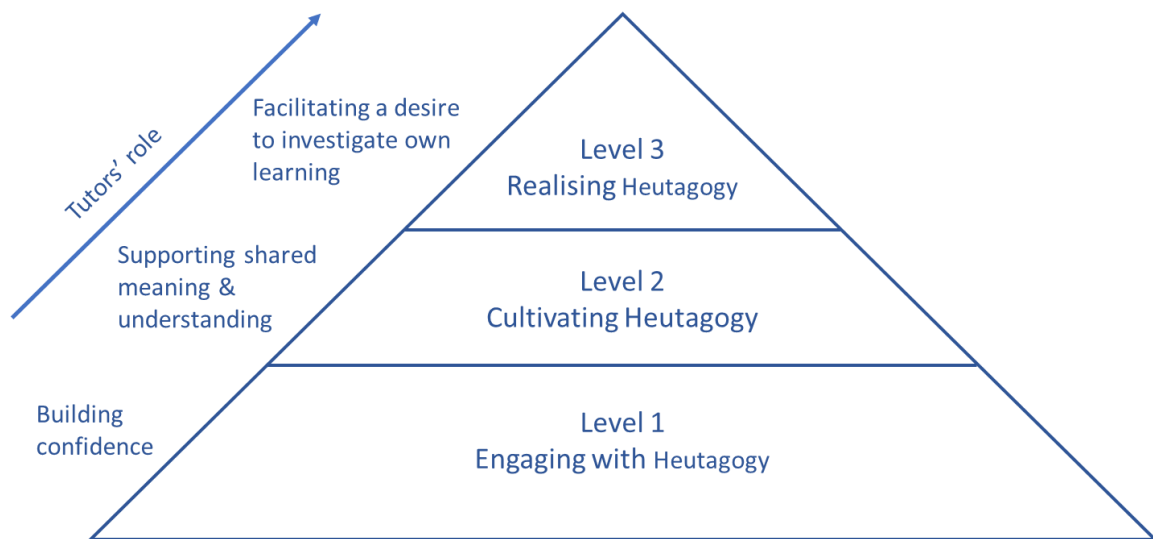 Tutors' role
Facilitating a desire
to investigate own
learning
Level 3
Realising Heutagogy
Supporting shared
meaning &
understanding
Level 2
Cultivating Heutagogy
Building
confidence
Level 1
Engaging with Heutagogy